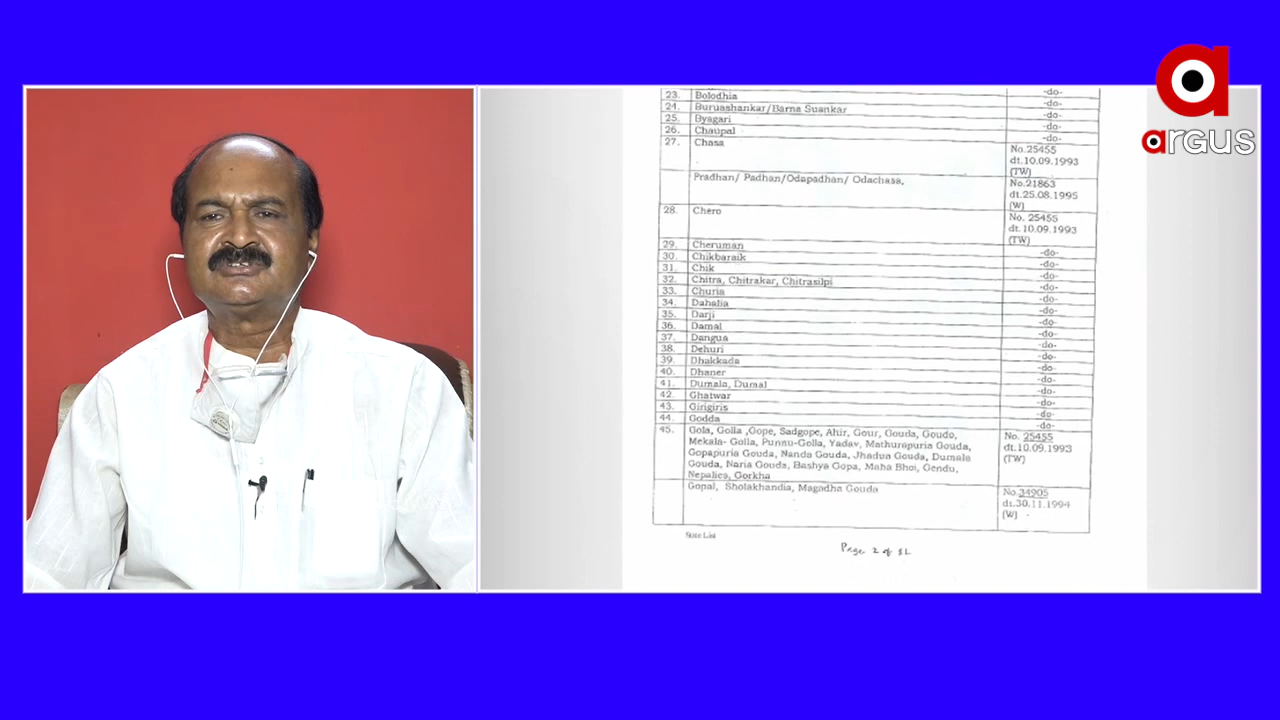 argus
23. Bolodhia -do-
24. Buruashankar/Barna Suankar -do-
25. Byagari -do-
26. Chaupal -do-
27. Chasa -do-
No.25455
dt.10.09.1993
(TW)
Pradhan/ Padhan/Odapadhan/ Odachasa, No.21863
dt.25.08.1995
(W)
28. Chero No. 25455
dt.10.09.1993
(TW)
29. Cheruman -do-
30. Chikbaraik -do-
31. Chik -do-
32. Chitra, Chitrakar, Chitrasilpi -do-
33. Churia -do-
34. Dahalia -do-
35. Darji -do-
36. Damal -do-
37. Dangua -do-
38. Dehuri -do-
39. Dhakkada -do-
40. Dhaner -do-
41. Dumala, Dumal -do-
42. Ghatwar -do-
43. Girigiris -do-
44. Godda -do-
45. Gola, Golla ,Gope, Sadgope, Ahir, Gour, Gouda, Goudo, No. 25455
Mekala- Golla, Punnu-Golla, Yadav, Mathurapuria Gouda, dt.10.09.1993
Gopapuria Gouda, Nanda Gouda, Jhadua Gouda, Dumala (TW)
Gouda, Naria Gouda, Bashya Gopa, Maha Bhoi, Gendu,
Nepalies, Gorkha
Gopal, Sholakhandia, Magadha Gouda No.34905
dt.30.11.1994
(W)
State List
Page 2 of